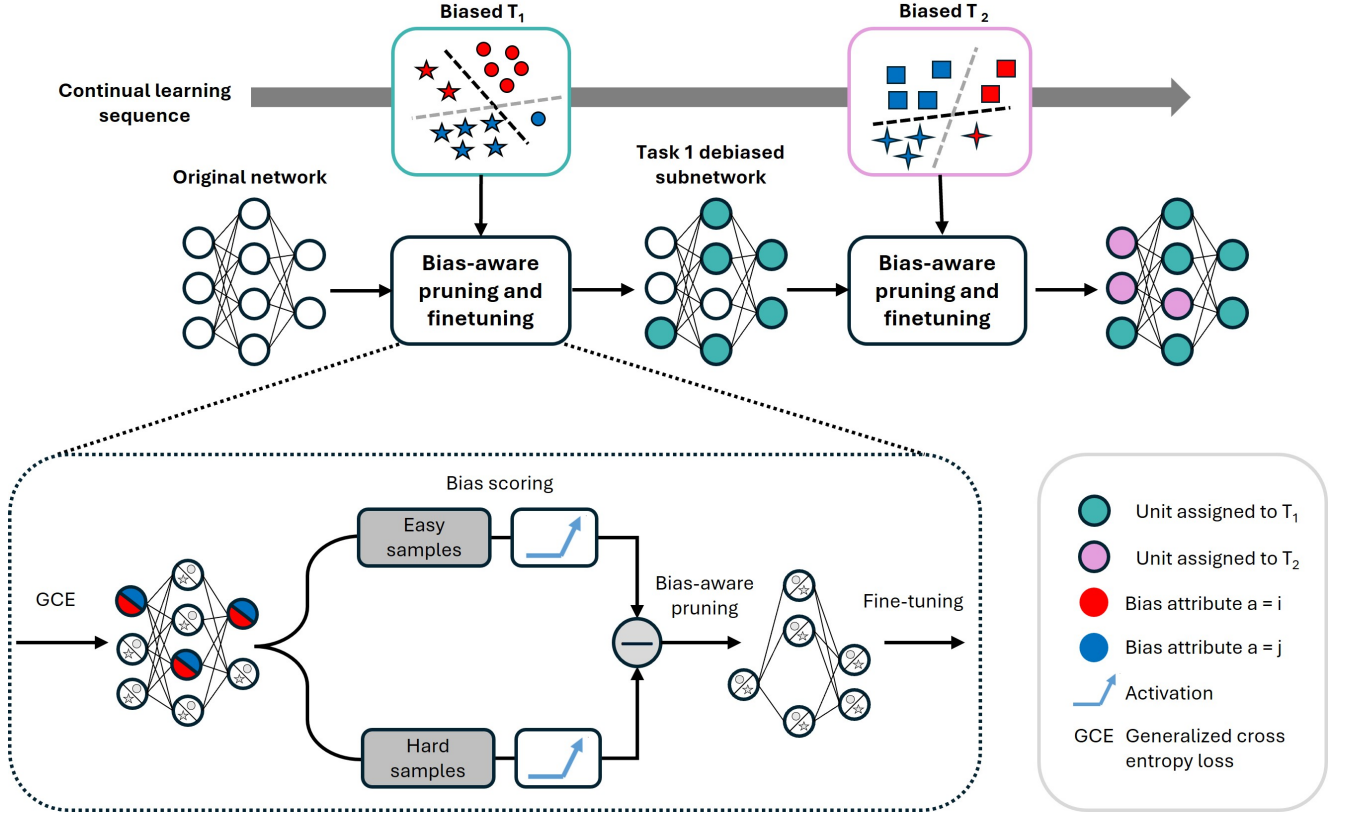 Biased T1
Biased T2
Continual learning
sequence
Original network
Task 1 debiased
subnetwork
Bias-aware
pruning and
finetuning
Bias-aware
pruning and
finetuning
Bias scoring
Easy
samples
GCE
Bias-aware
pruning
Fine-tuning
Hard
samples
Unit assigned to T1
Unit assigned to T2
Bias attribute a = i
Bias attribute a = j
Activation
GCE Generalized cross
entropy loss